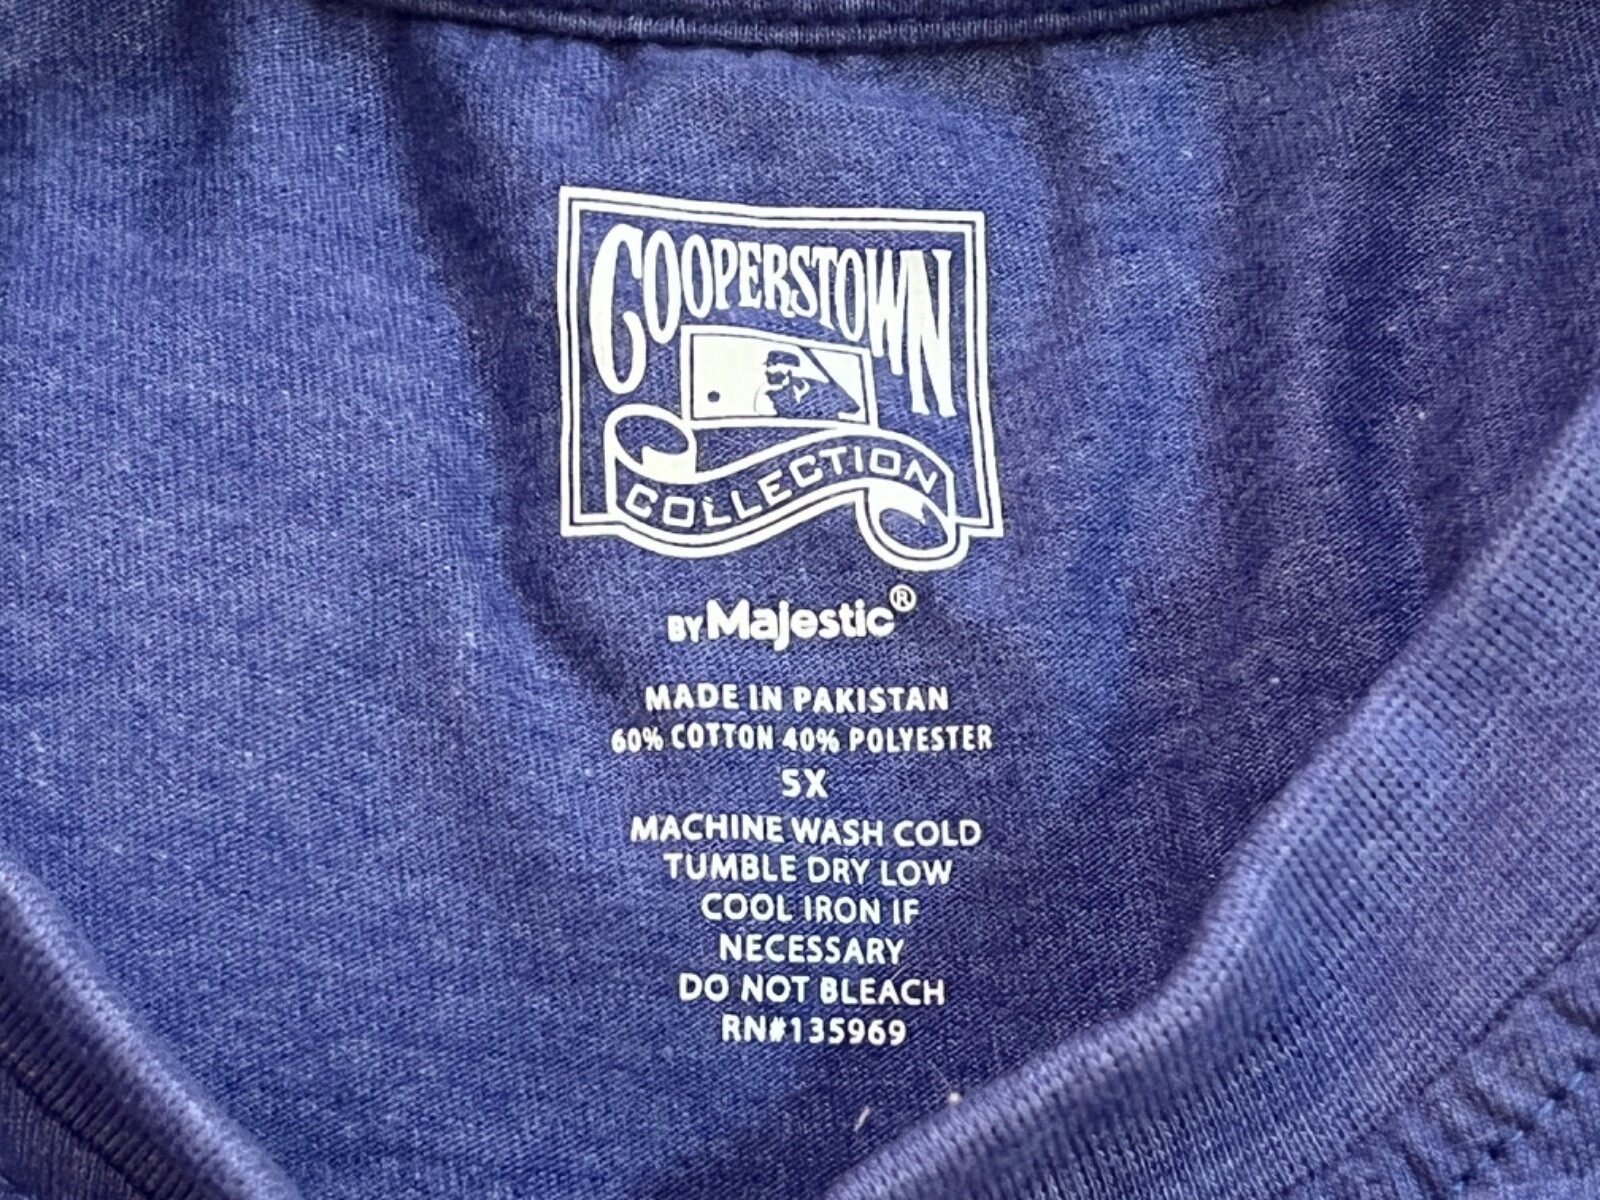 COOPERSTOWN
COLLECTION
BY Majestic®
MADE IN PAKISTAN
60% COTTON 40% POLYESTER
5X
MACHINE WASH COLD
TUMBLE DRY LOW
COOL IRON IF
NECESSARY
DO NOT BLEACH
RN#135969